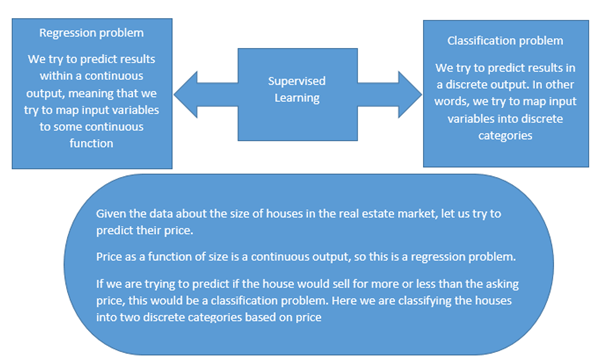 Regression problem
We try to predict results
within a continuous
output, meaning that we
try to map input variables
to some continuous
function
Supervised
Learning
Classification problem
We try to predict results in
a discrete output. In other
words, we try to map input
variables into discrete
categories
Given the data about the size of houses in the real estate market, let us try to
predict their price.
Price as a function of size is a continuous output, so this is a regression problem.
If we are trying to predict if the house would sell for more or less than the asking
price, this would be a classification problem. Here we are classifying the houses
into two discrete categories based on price